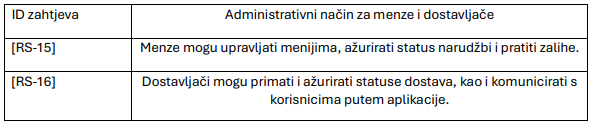 ID zahtjeva Administrativni način za menze i dostavljače
[RS-15] Menze mogu upravljati menijima, ažurirati status narudžbi i pratiti zalihe.
[RS-16] Dostavljači mogu primati i ažurirati statuse dostava, kao i komunicirati s
korisnicima putem aplikacije.